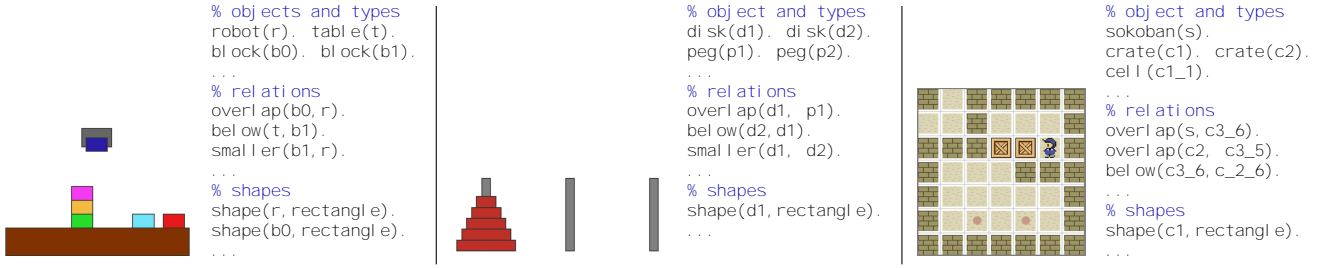 % objects and types
robot(r). table(t).
block(b0). block(b1).
...
% relations
overlap(b0,r).
below(t,b1).
smaller(b1,r).
...
% shapes
shape(r,rectangle).
shape(b0,rectangle).
...
% object and types
disk(d1). disk(d2).
peg(p1). peg(p2).
...
% relations
overlap(d1, p1).
below(d2,d1).
smaller(d1, d2).
...
% shapes
shape(d1,rectangle).
...
% object and types
sokoban(s).
crate(c1). crate(c2).
cell(c1_1).
...
% relations
overlap(s,c3_6).
overlap(c2, c3_5).
below(c3_6,c_2_6).
...
% shapes
shape(c1,rectangle).
...